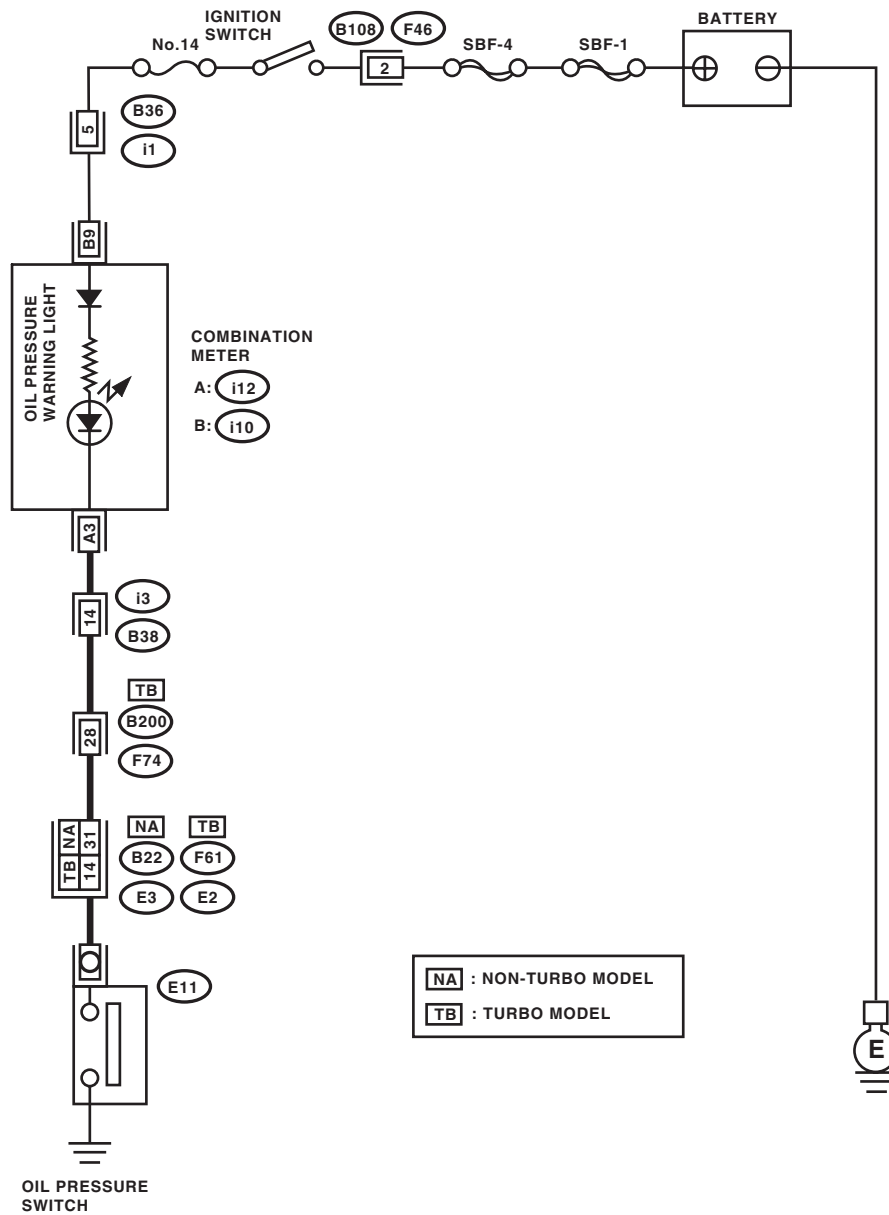 IGNITION
SWITCH
BATTERY
B108 F46
No.14
SBF-4
SBF-1
2
5
B36
i1
B9
OIL PRESSURE
WARNING LIGHT
COMBINATION
METER
A: i12
B: i10
A3
14
i3
B38
28
TB
B200
F74
TB NA
14 31
NA TB
B22 F61
E3 E2
E11
NA : NON-TURBO MODEL
TB : TURBO MODEL
E
OIL PRESSURE
SWITCH